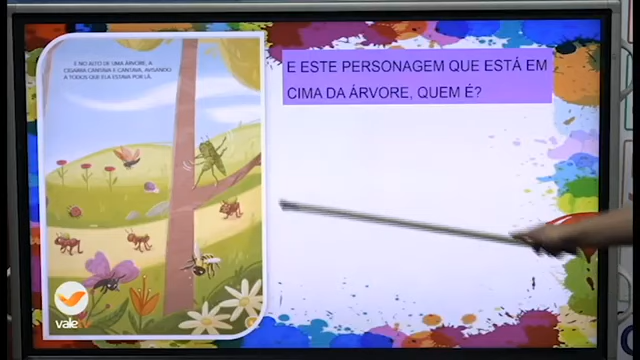 E NO ALTO DE UMA ÁRVORE, A
CIGARRA CANTAVA E CANTAVA, AVISANDO
A TODOS QUE ELA ESTAVA POR LÁ.
E ESTE PERSONAGEM QUE ESTÁ EM
CIMA DA ÁRVORE, QUEM É?
valetv